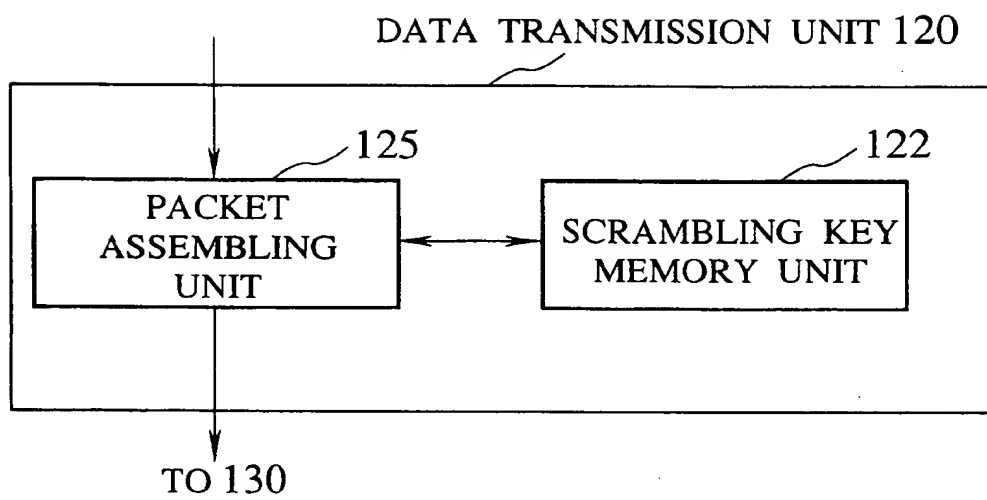 DATA TRANSMISSION UNIT 120
125
122
PACKET
ASSEMBLING
UNIT
SCRAMBLING KEY
MEMORY UNIT
TO 130